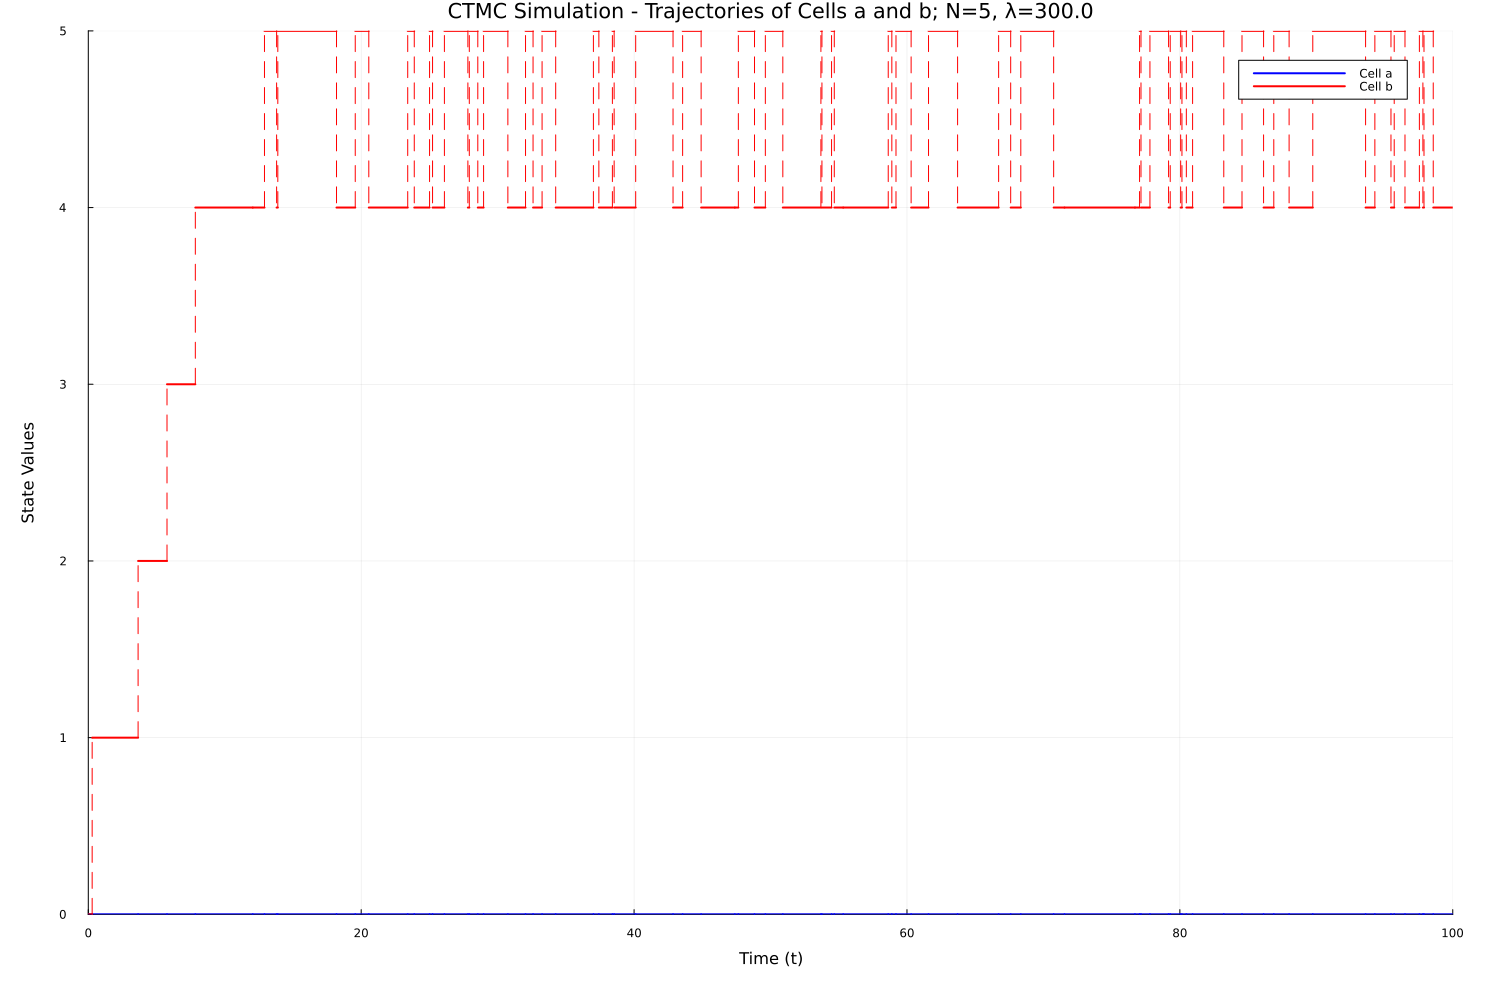 CTMC Simulation - Trajectories of Cells a and b; N=5, λ=300.0
5
Cell a
Cell b
4
3
State Values
2
1
0
0 20 40 60 80 100
Time (t)